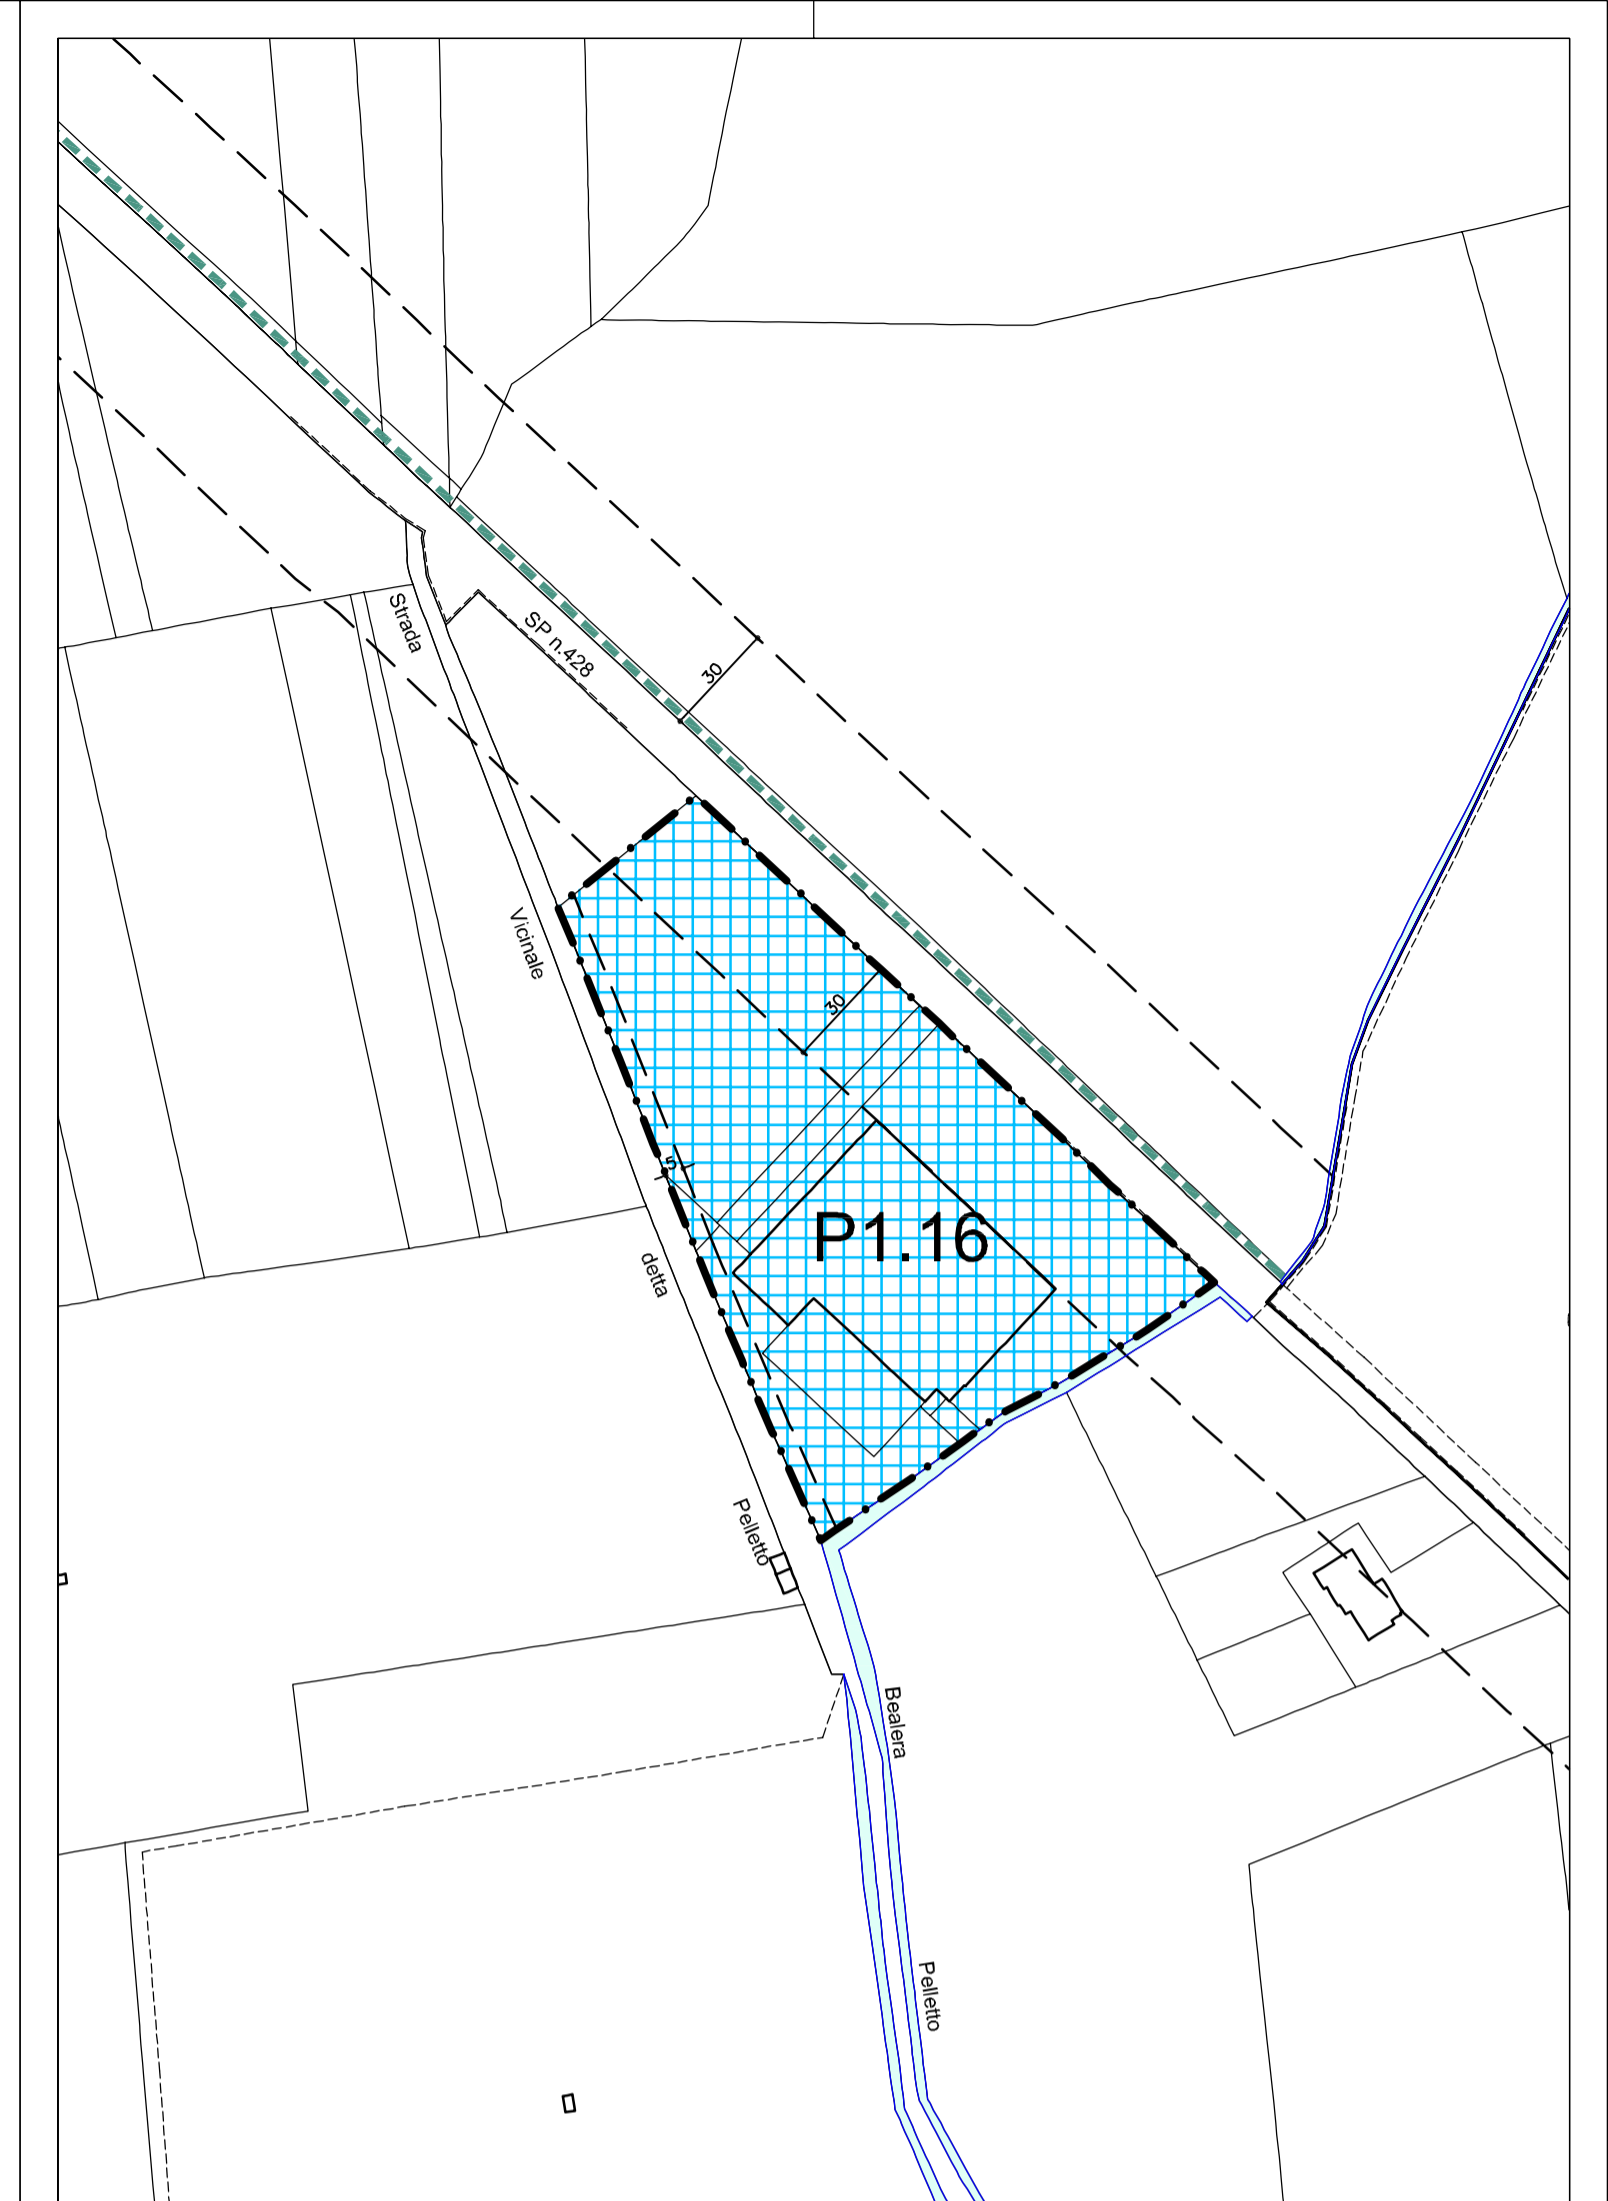 Strada
SP n.428
30
Vicinale
30
5
P1.16
detta
Pelletto
Bealera
Pelletto